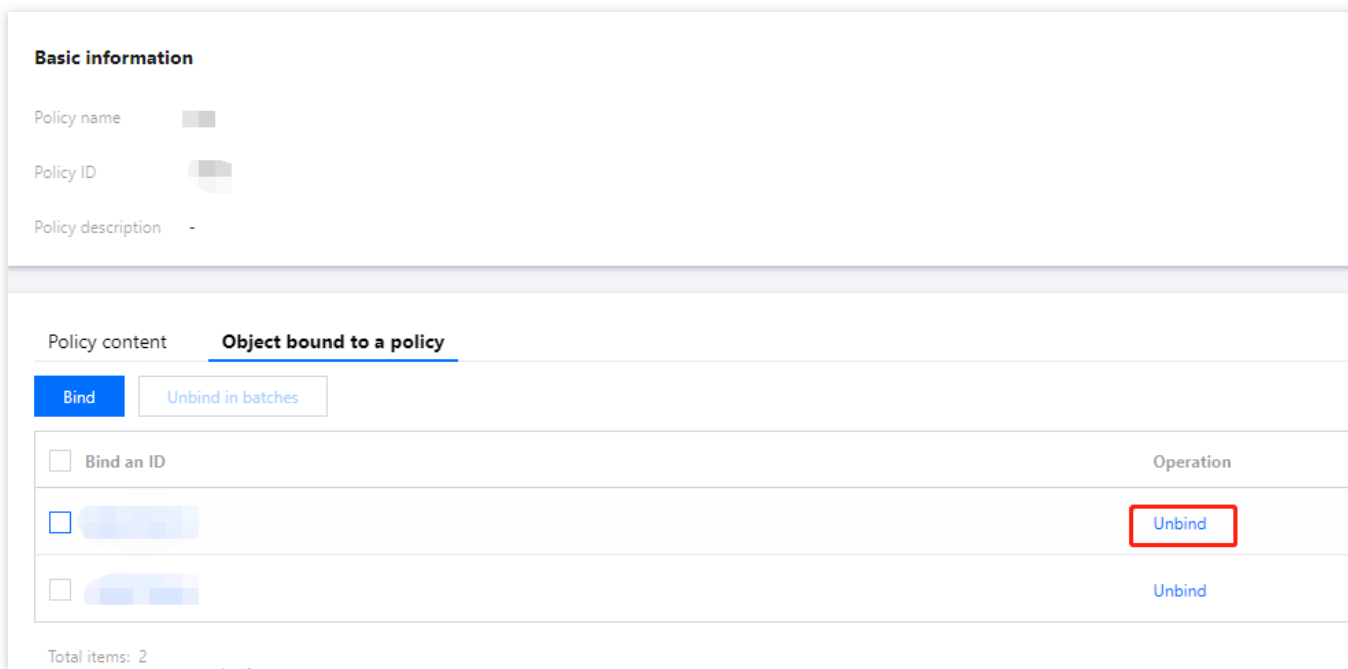 Basic information
Policy name
Policy ID
Policy description -
Policy content Object bound to a policy
Bind Unbind in batches
Bind an ID Operation
Unbind
Unbind
Total items: 2